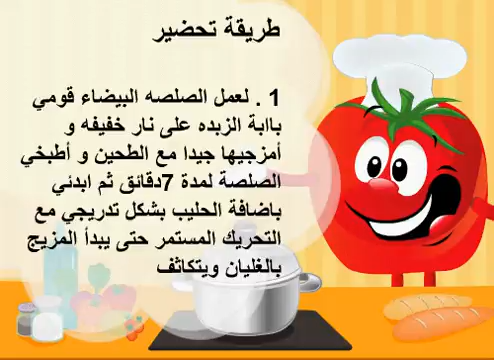 طريقة تحضير
1 . لعمل الصلصه البيضاء قومي
باابة الزبده على نار خفيفه و
أمزجيها جيدا مع الطحين و أطبخي
الصلصة لمدة 7دقائق ثم ابدئي
باضافة الحليب بشكل تدريجي مع
التحريك المستمر حتى يبدأ المزيج
بالغليان ويتكاثف